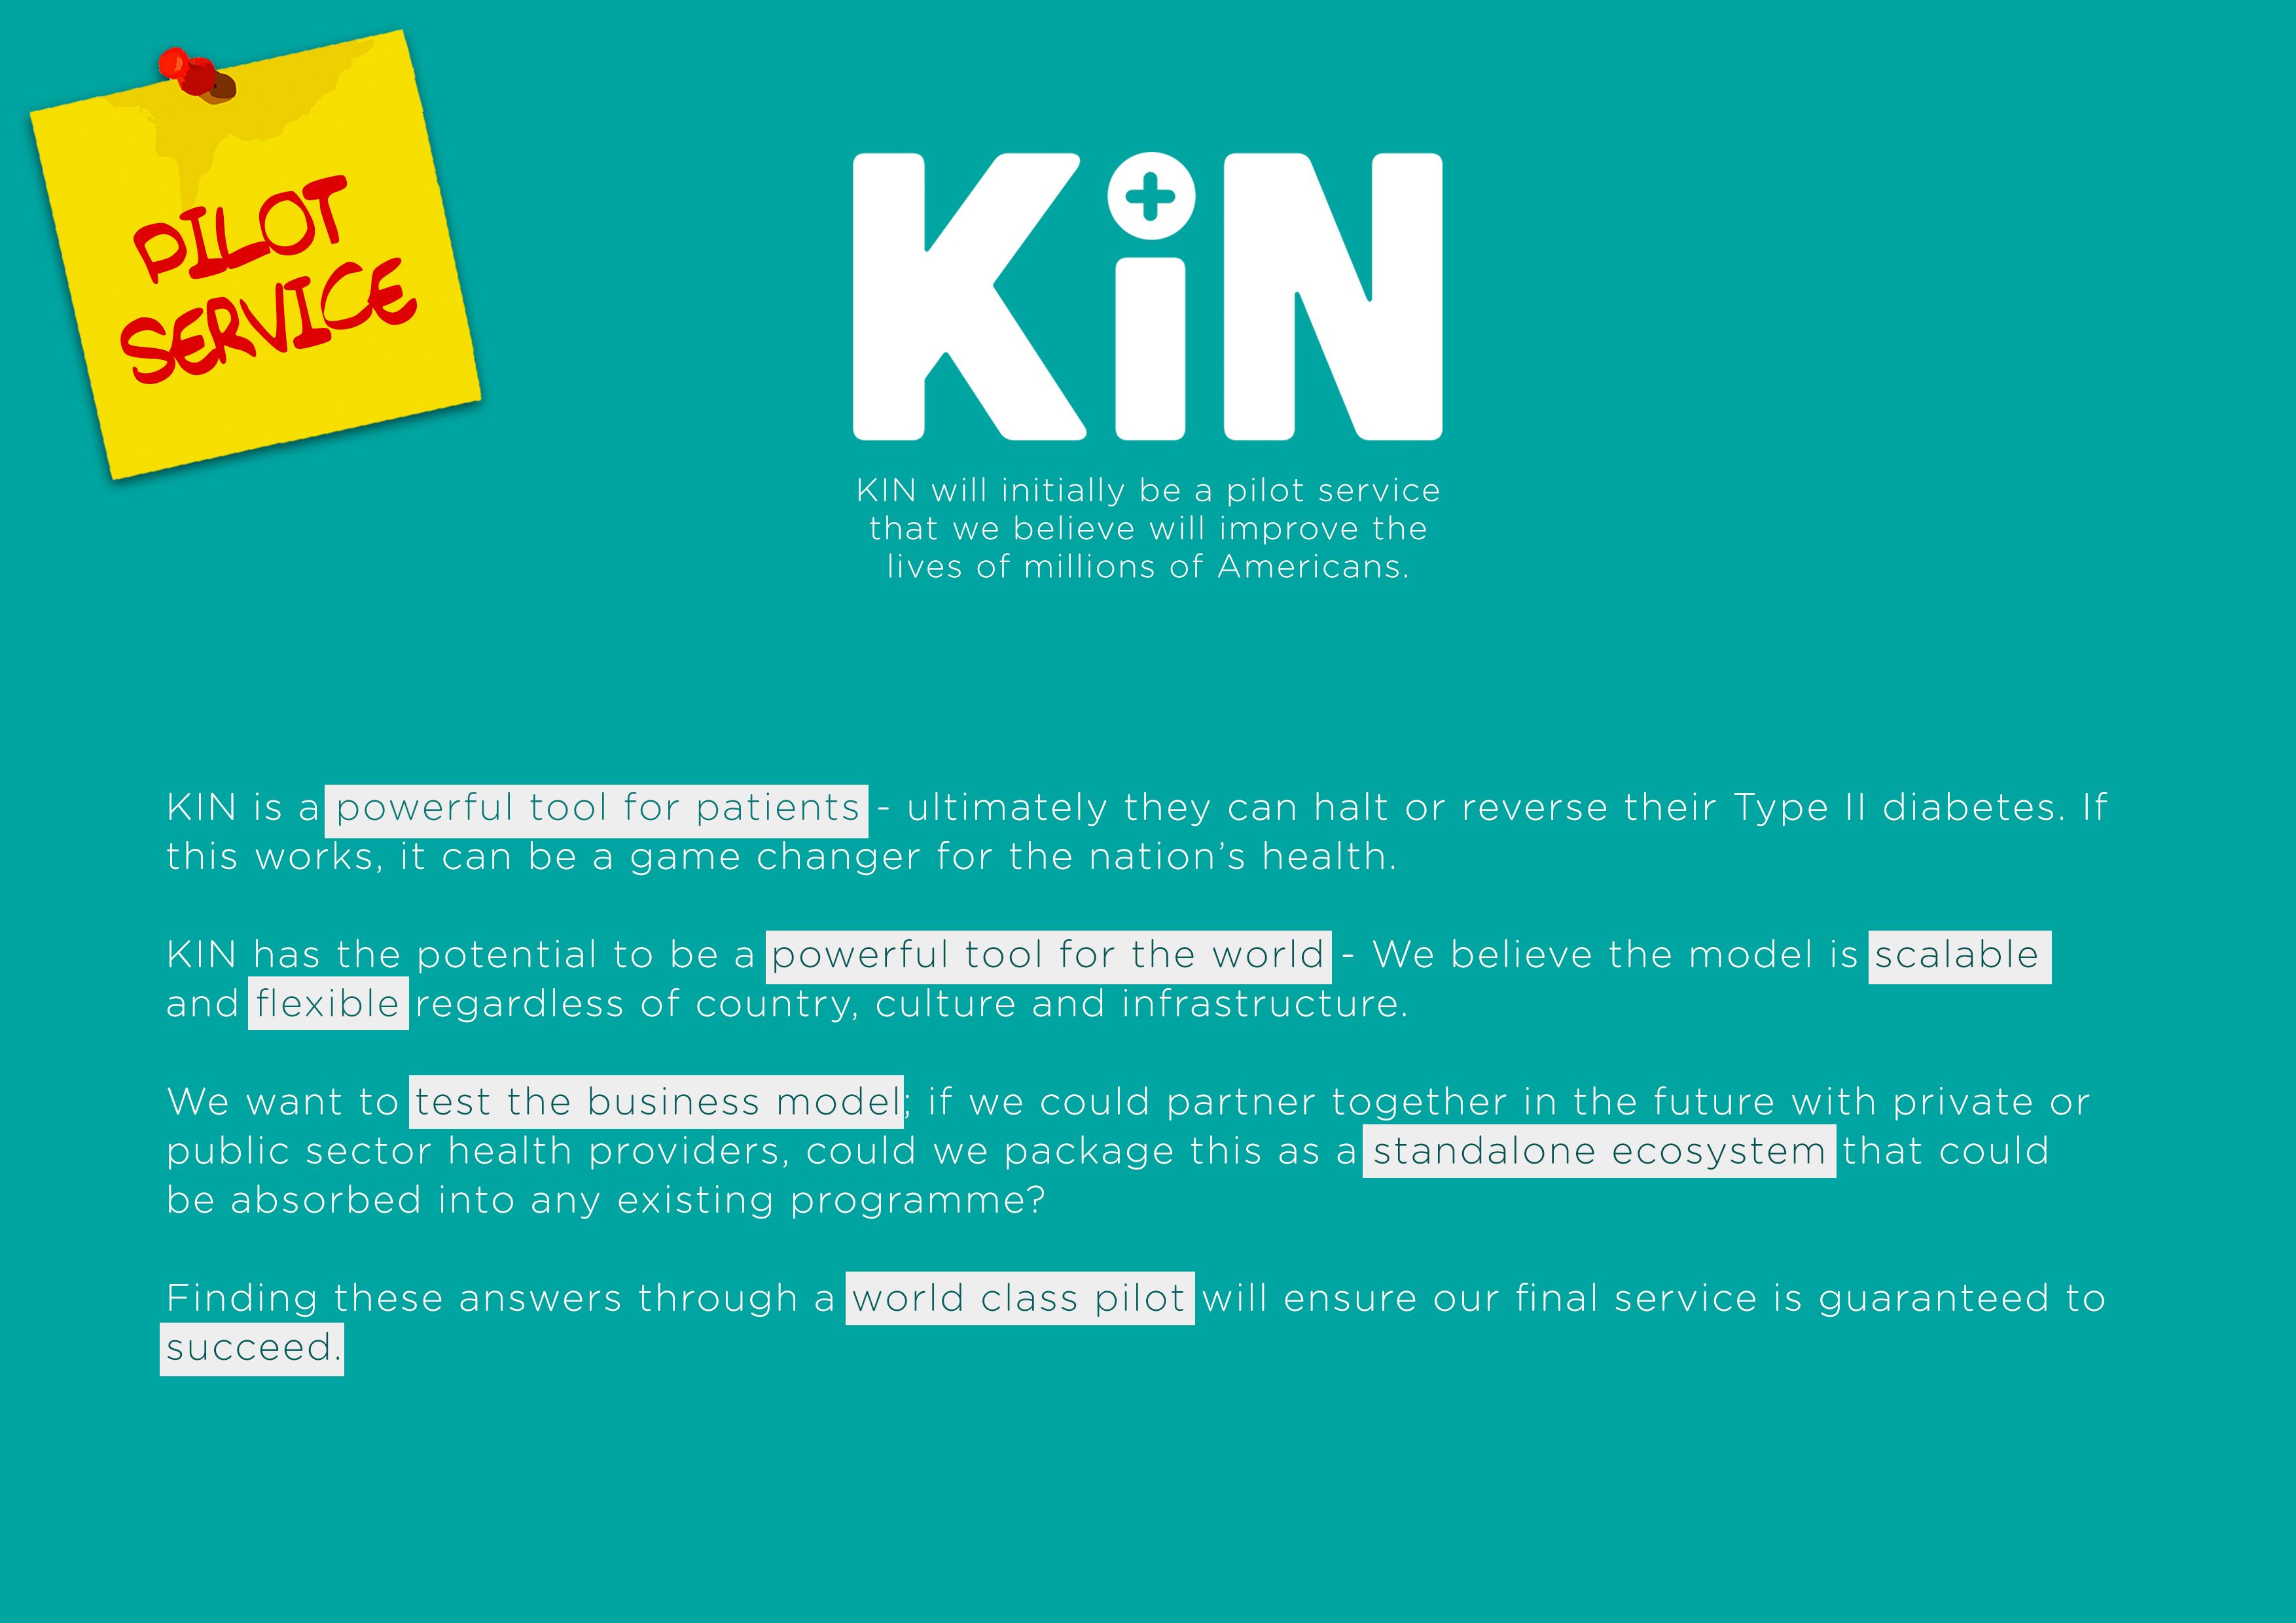 PILOT
SERVICE
KiN
KIN will initially be a pilot service
that we believe will improve the
lives of millions of Americans.
KIN is a powerful tool for patients - ultimately they can halt or reverse their Type II diabetes. If
this works, it can be a game changer for the nation’s health.
KIN has the potential to be a powerful tool for the world - We believe the model is scalable
and flexible regardless of country, culture and infrastructure.
We want to test the business model; if we could partner together in the future with private or
public sector health providers, could we package this as a standalone ecosystem that could
be absorbed into any existing programme?
Finding these answers through a world class pilot will ensure our final service is guaranteed to
succeed.